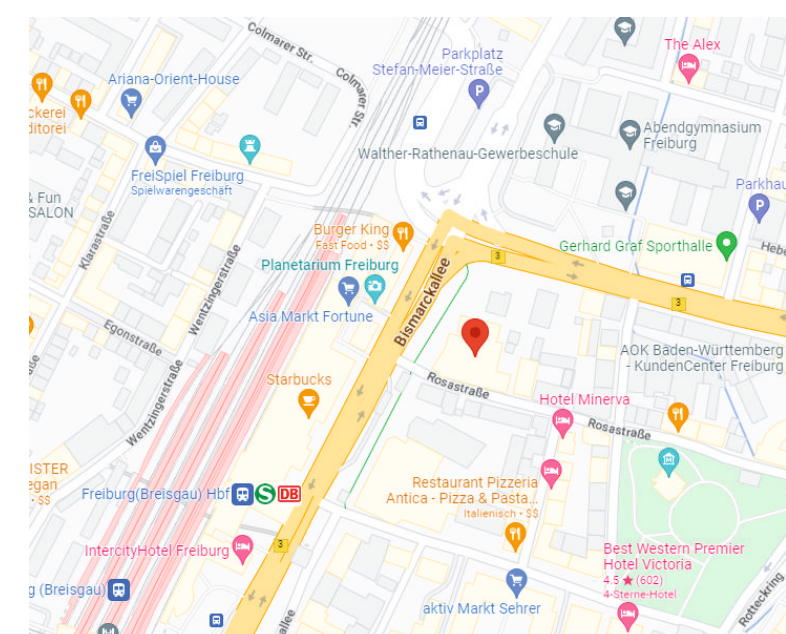 Colmarer Str.
Parkplatz
Stefan-Meier-Straße
The Alex
Ariana-Orient-House
Colmarer Str.
ckerei
ditorei
Abendgymnasium
Freiburg
Walther-Rathenau-Gewerbeschule
FreiSpiel Freiburg
Spielwarengeschäft
Parkhau
P
P
& Fun
SALON
Klarastraße
Burger King
Fast Food • $$
Gerhard Graf Sporthalle
Hebe
3
Planetarium Freiburg
Bismarckallee
Wentzingerstraße
Asia Markt Fortune
3
Egonstraße
AOK Baden-Württemberg
- KundenCenter Freiburg
Starbucks
Rosastraße
Hotel Minerva
Wentzingerstraße
Rosastraße
EISTER
egan
• $$
Freiburg(Breisgau) Hbf
S
DB
Restaurant Pizzeria
Antica - Pizza & Pasta...
Italienisch • $$
3
IntercityHotel Freiburg
Best Western Premier
Hotel Victoria
4.5 ★ (602)
4-Sterne-Hotel
g (Breisgau)
Rotteckring
aktiv Markt Sehrer
allee